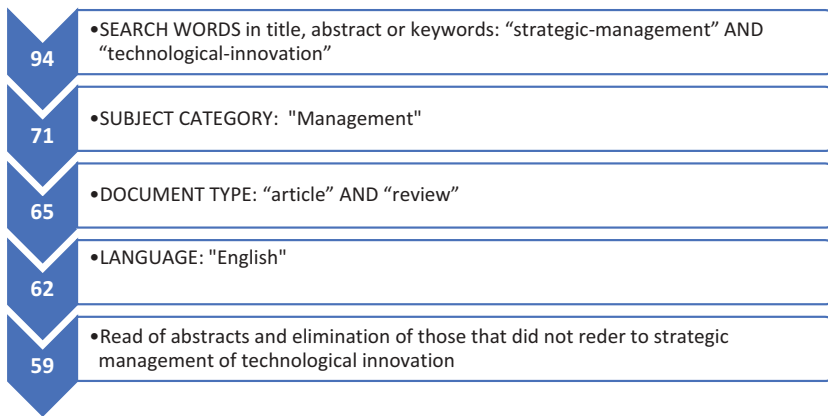 94
•SEARCH WORDS in title, abstract or keywords: “strategic-management” AND
“technological-innovation”
71
•SUBJECT CATEGORY: "Management"
65
•DOCUMENT TYPE: “article” AND “review”
62
•LANGUAGE: "English"
59
•Read of abstracts and elimination of those that did not reder to strategic
management of technological innovation